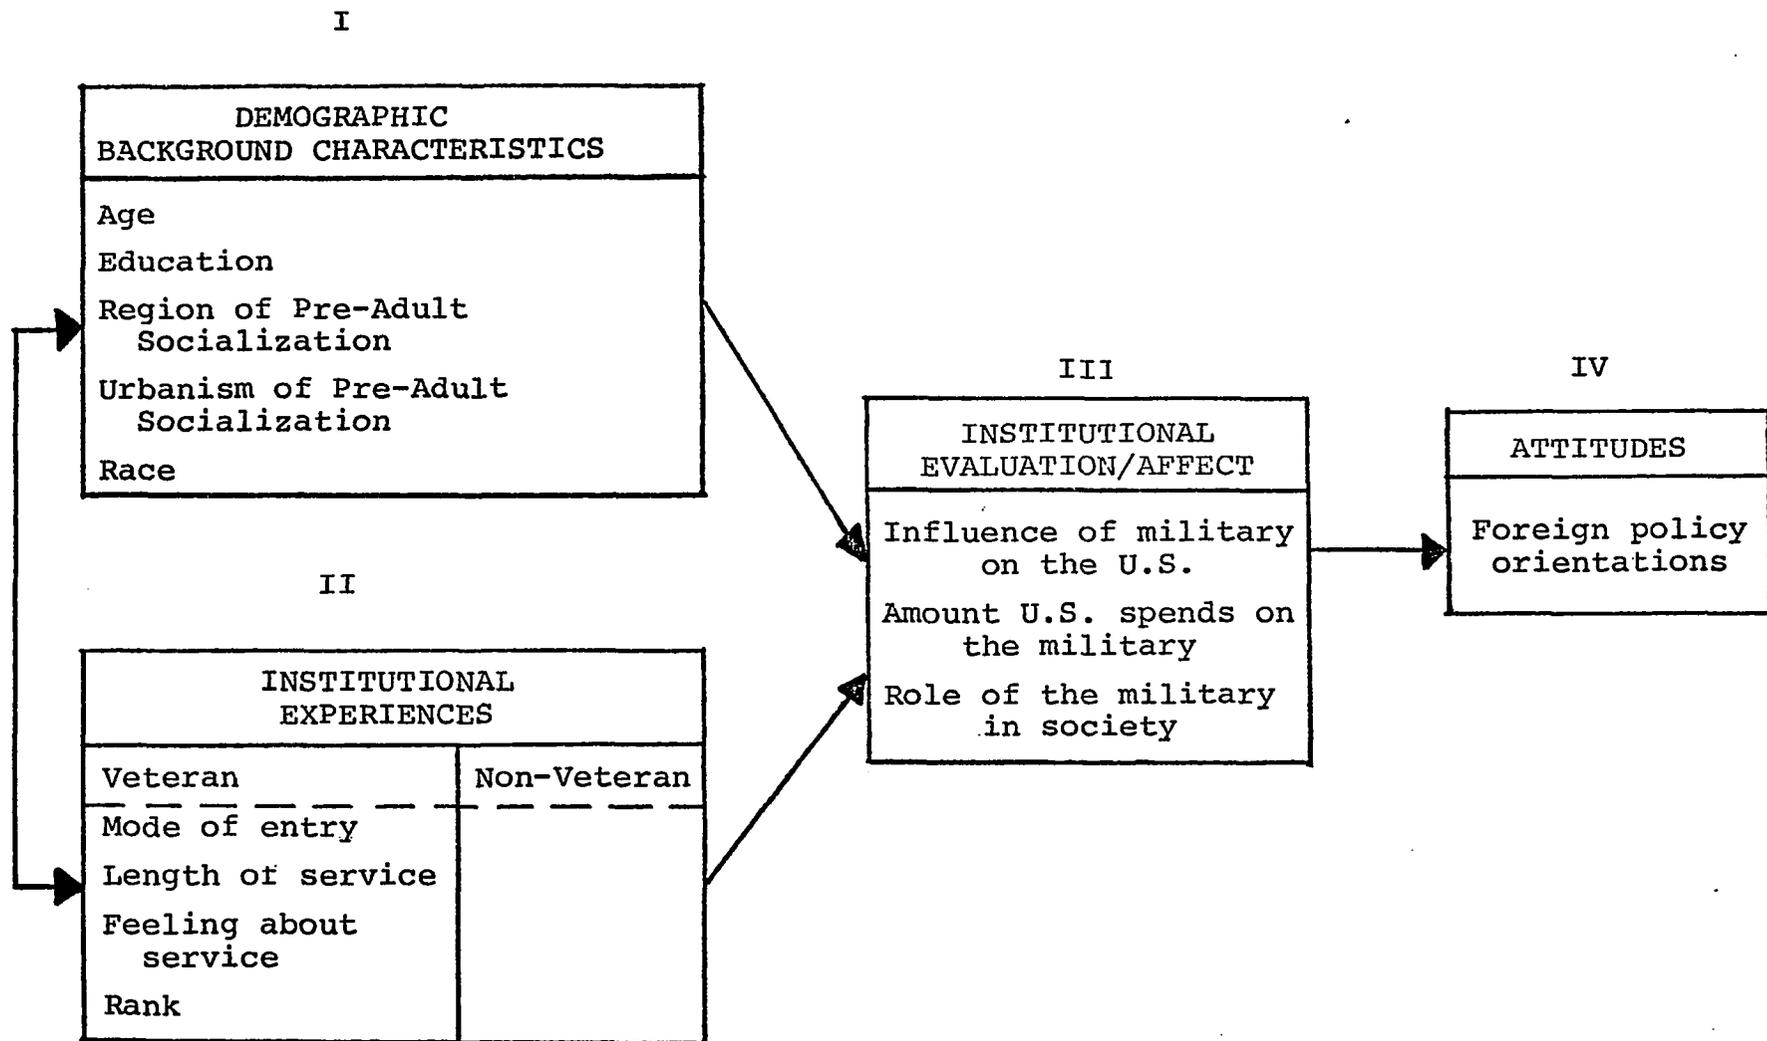 I
DEMOGRAPHIC
BACKGROUND CHARACTERISTICS
Age
Education
Region of Pre-Adult
Socialization
Urbanism of Pre-Adult
Socialization
Race
II
INSTITUTIONAL
EXPERIENCES
Veteran
Non-Veteran
Mode of entry
Length of service
Feeling about
service
Rank
III
INSTITUTIONAL
EVALUATION/AFFECT
Influence of military
on the U.S.
Amount U.S. spends on
the military
Role of the military
in society
IV
ATTITUDES
Foreign policy
orientations